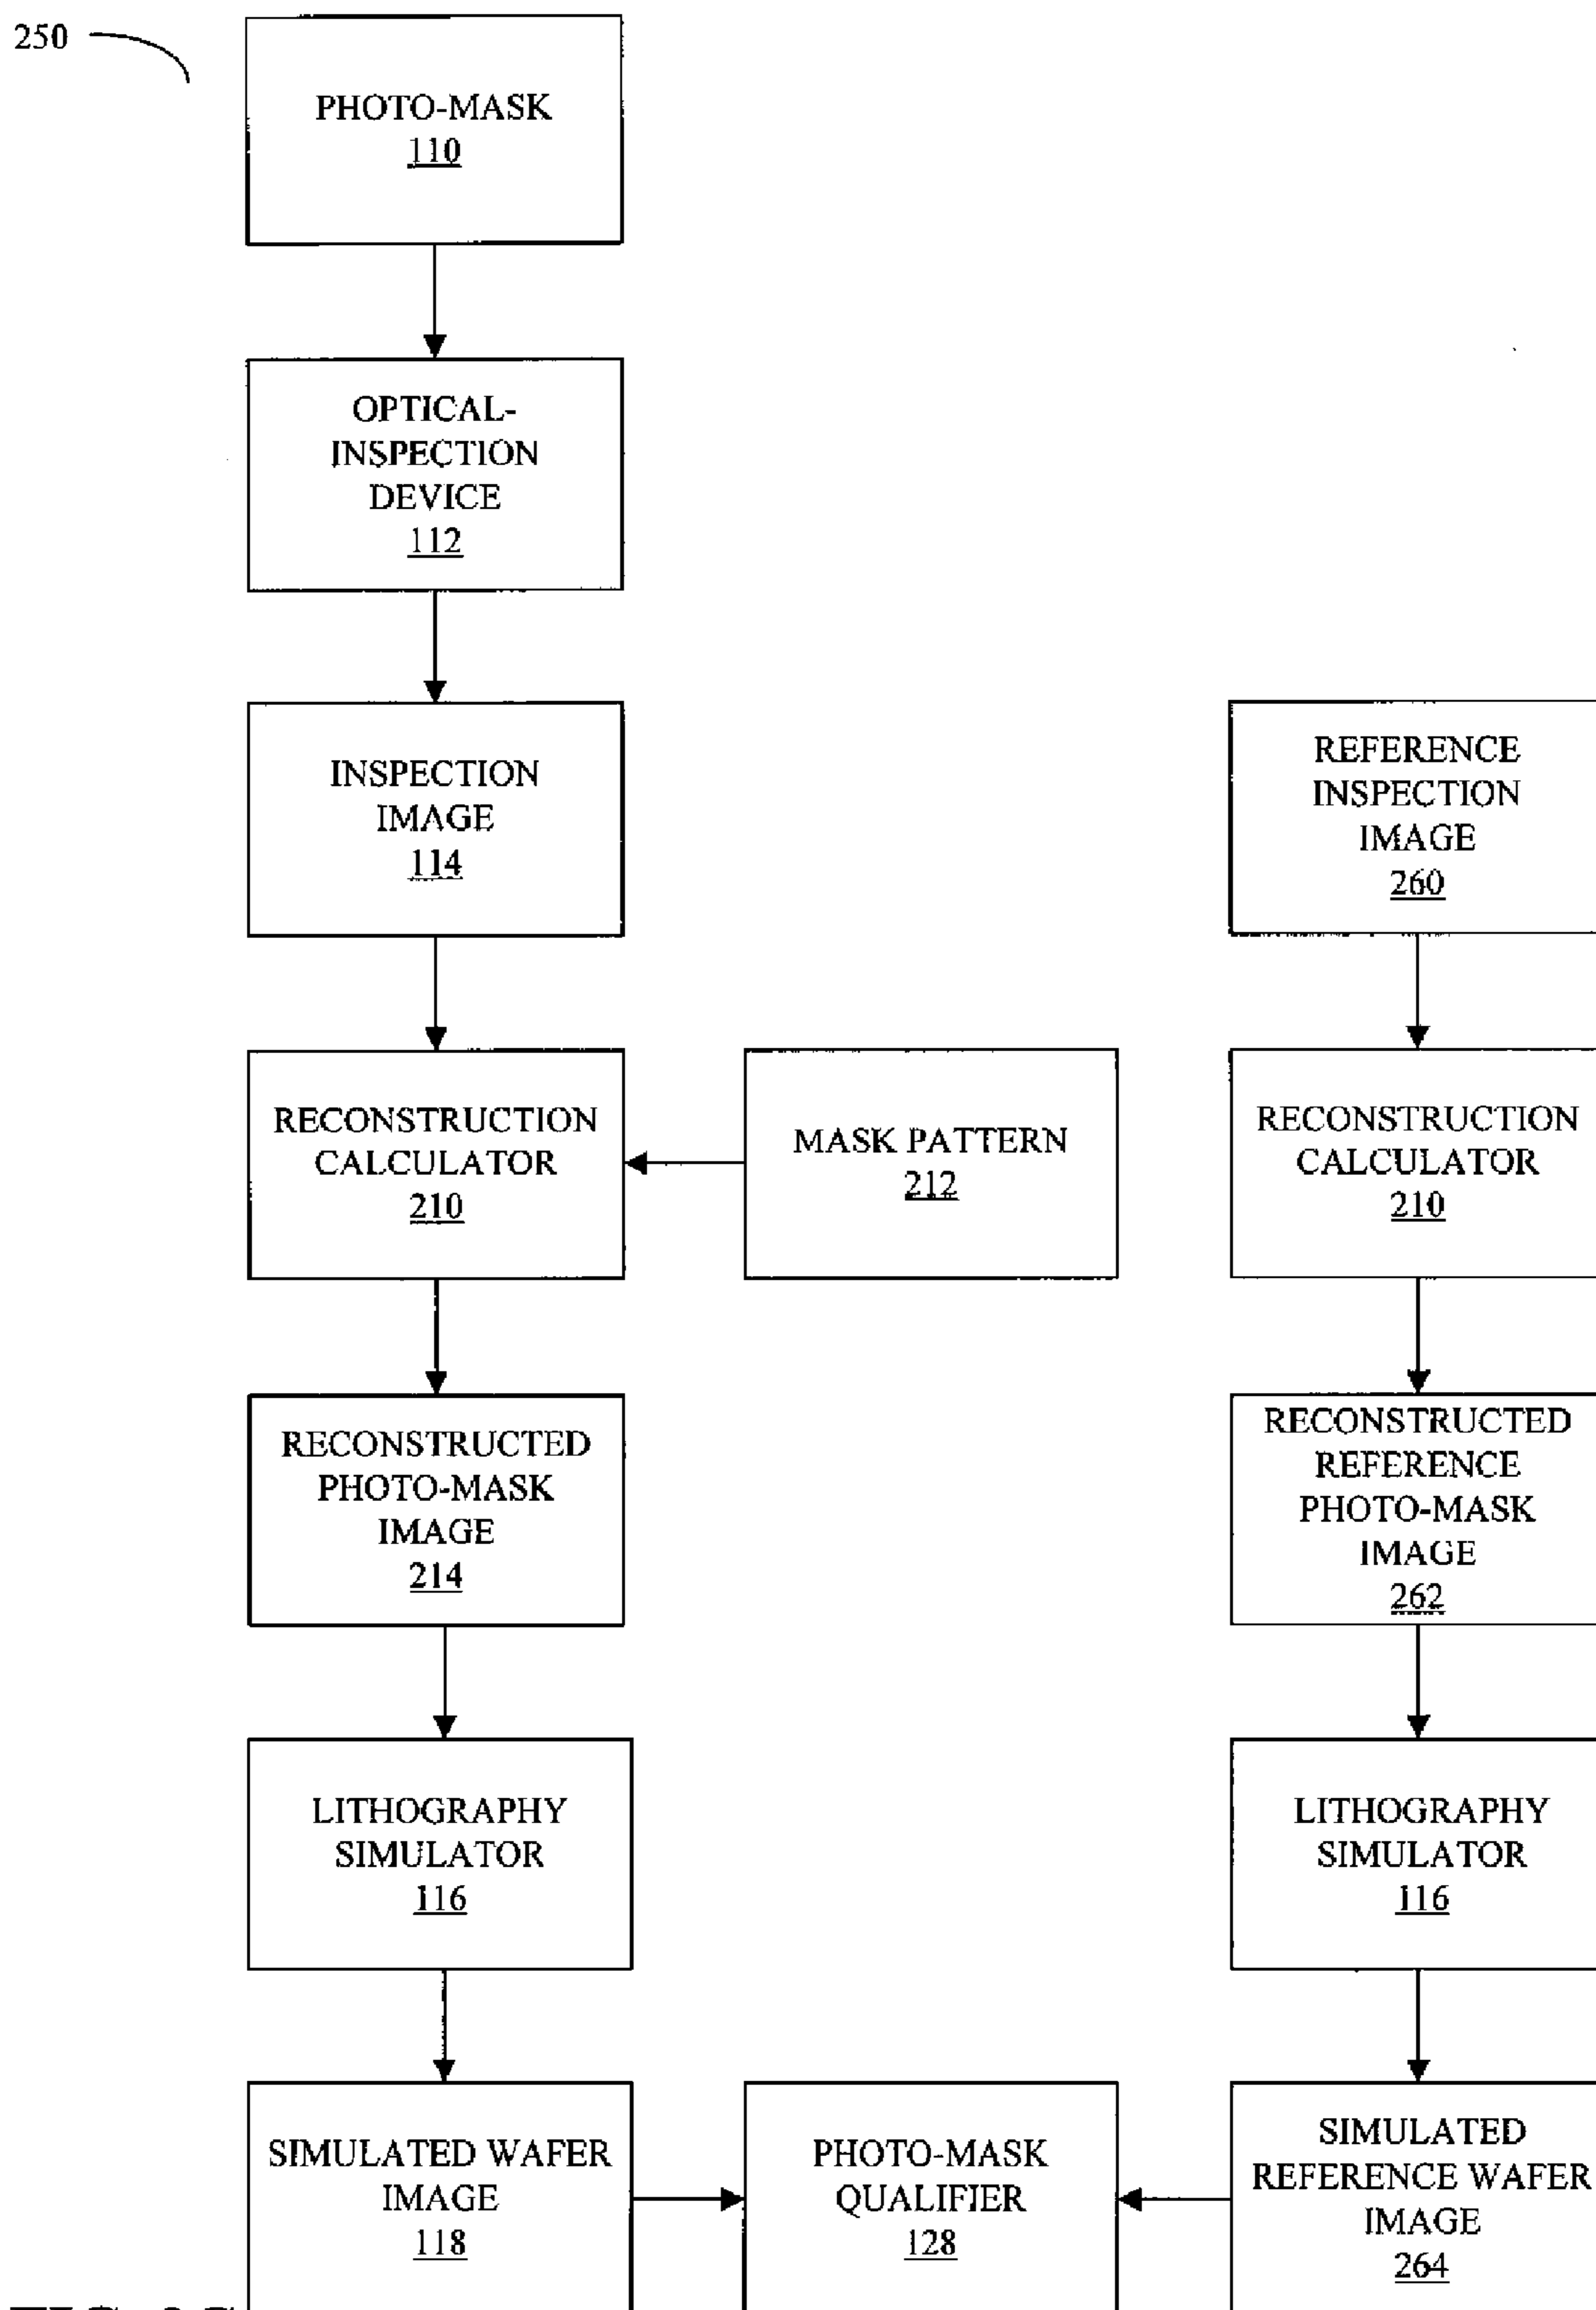 250
PHOTO-MASK
110
OPTICAL-
INSPECTION
DEVICE
112
INSPECTION
IMAGE
114
REFERENCE
INSPECTION
IMAGE
260
RECONSTRUCTION
CALCULATOR
210
MASK PATTERN
212
RECONSTRUCTION
CALCULATOR
210
RECONSTRUCTED
PHOTO-MASK
IMAGE
214
RECONSTRUCTED
REFERENCE
PHOTO-MASK
IMAGE
262
LITHOGRAPHY
SIMULATOR
116
LITHOGRAPHY
SIMULATOR
116
SIMULATED WAFER
IMAGE
118
PHOTO-MASK
QUALIFIER
128
SIMULATED
REFERENCE WAFER
IMAGE
264